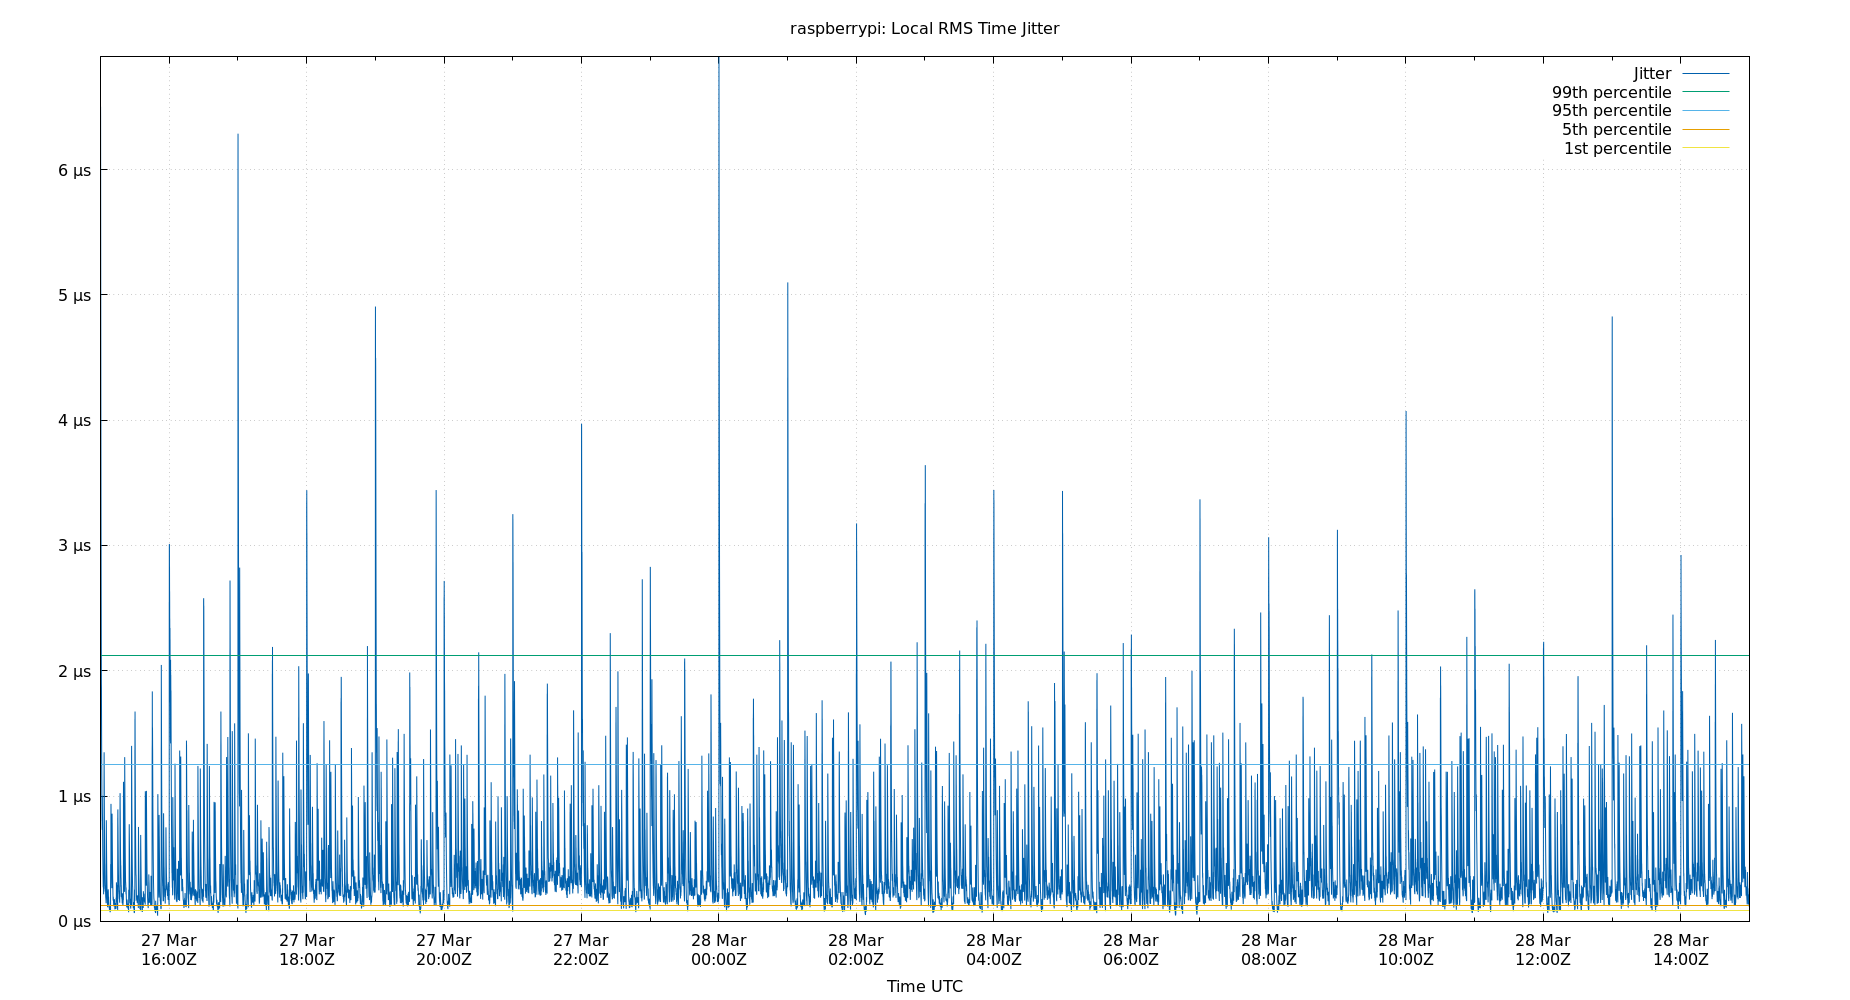 raspberrypi: Local RMS Time Jitter
Jitter
99th percentile
95th percentile
5th percentile
1st percentile
6 µs
5 µs
4 µs
3 µs
2 µs
1 µs
0 µs
27 Mar 27 Mar 27 Mar 27 Mar 28 Mar 28 Mar 28 Mar 28 Mar 28 Mar 28 Mar 28 Mar 28 Mar
16:00Z 18:00Z 20:00Z 22:00Z 00:00Z 02:00Z 04:00Z 06:00Z 08:00Z 10:00Z 12:00Z 14:00Z
Time UTC